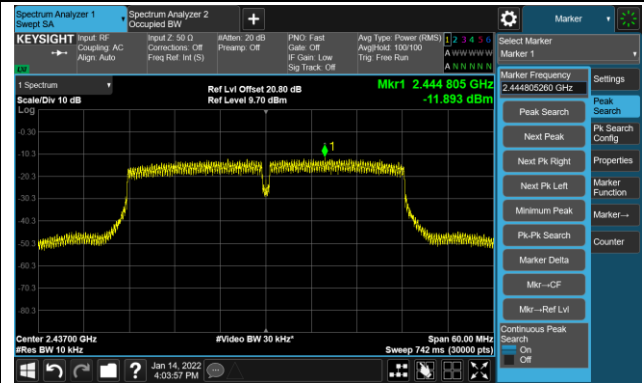 Spectrum Analyzer 1
Swept SA
Spectrum Analyzer 2
Occupied BW
+
Marker
KEYSIGHT
Input: RF
Coupling: AC
Align: Auto
Input Z: 50 Ω
Corrections: Off
Freq Ref: Int (S)
#Atten: 20 dB
Preamp: Off
PNO: Fast
Gate: Off
IF Gain: Low
Sig Track: Off
Avg Type: Power (RMS)
Avg|Hold: 100/100
Trig: Free Run
1 2 3 4 5 6
A W W W W W
A N N N N N
Select Marker
Marker 1
1 Spectrum
Scale/Div 10 dB
Log
Ref Lvl Offset 20.80 dB
Ref Level 9.70 dBm
Mkr1 2.444 805 GHz
-11.893 dBm
-0.30
-10.3
-20.3
-30.3
-40.3
-50.3
-60.3
-70.3
-80.3
1
Center 2.43700 GHz
#Res BW 10 kHz
#Video BW 30 kHz*
Span 60.00 MHz
Sweep 742 ms (30000 pts)
Marker Frequency
2.444805260 GHz
Peak Search
Next Peak
Next Pk Right
Next Pk Left
Minimum Peak
Pk-Pk Search
Marker Delta
Mkr→CF
Mkr→Ref Lvl
Continuous Peak
Search
On
Off
Settings
Peak
Search
Pk Search
Config
Properties
Marker
Function
Marker→
Counter
?
Jan 14, 2022
4:03:57 PM